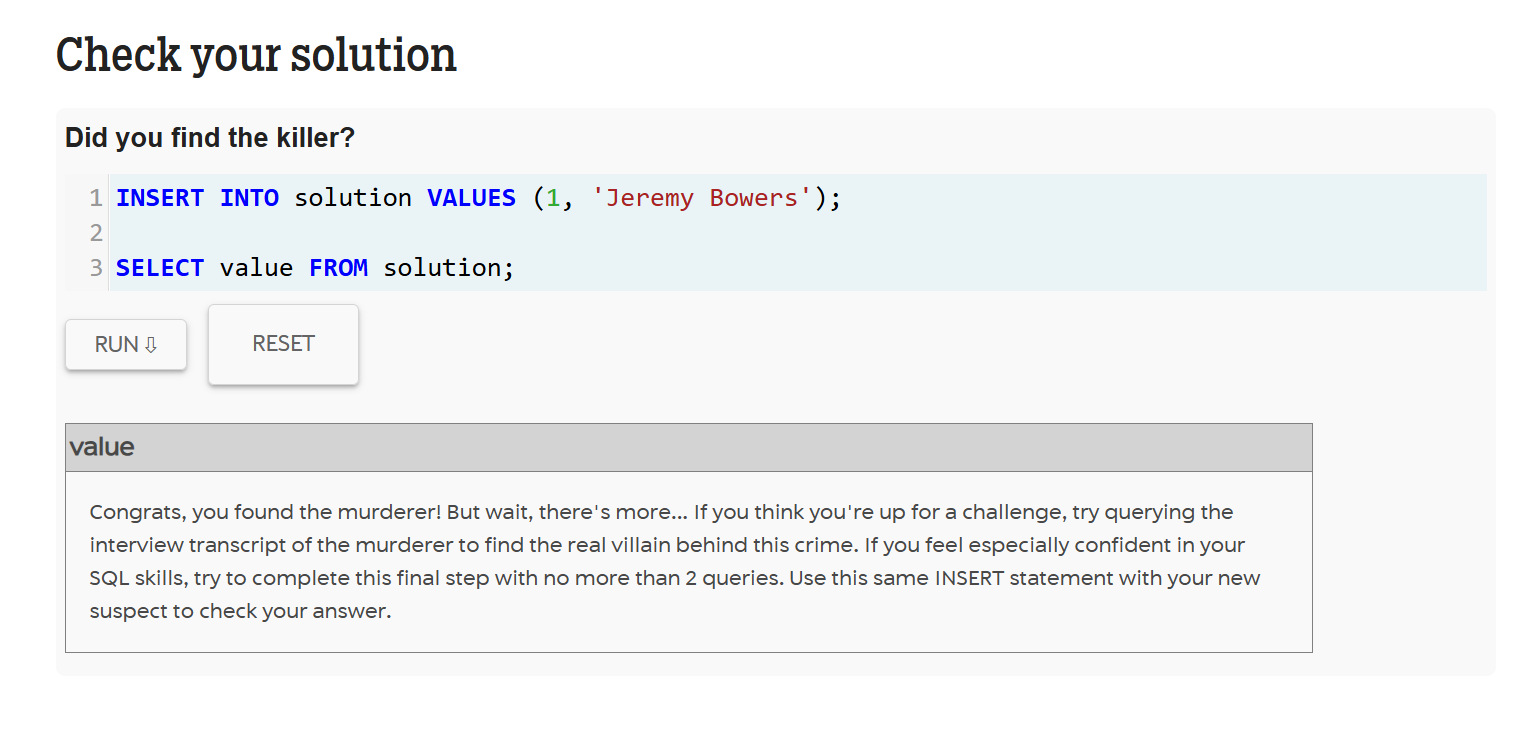 Check your solution
Did you find the killer?
1 INSERT INTO solution VALUES (1, 'Jeremy Bowers');
2
3 SELECT value FROM solution;
RUN ⇩ RESET
value
Congrats, you found the murderer! But wait, there's more... If you think you're up for a challenge, try querying the
interview transcript of the murderer to find the real villain behind this crime. If you feel especially confident in your
SQL skills, try to complete this final step with no more than 2 queries. Use this same INSERT statement with your new
suspect to check your answer.